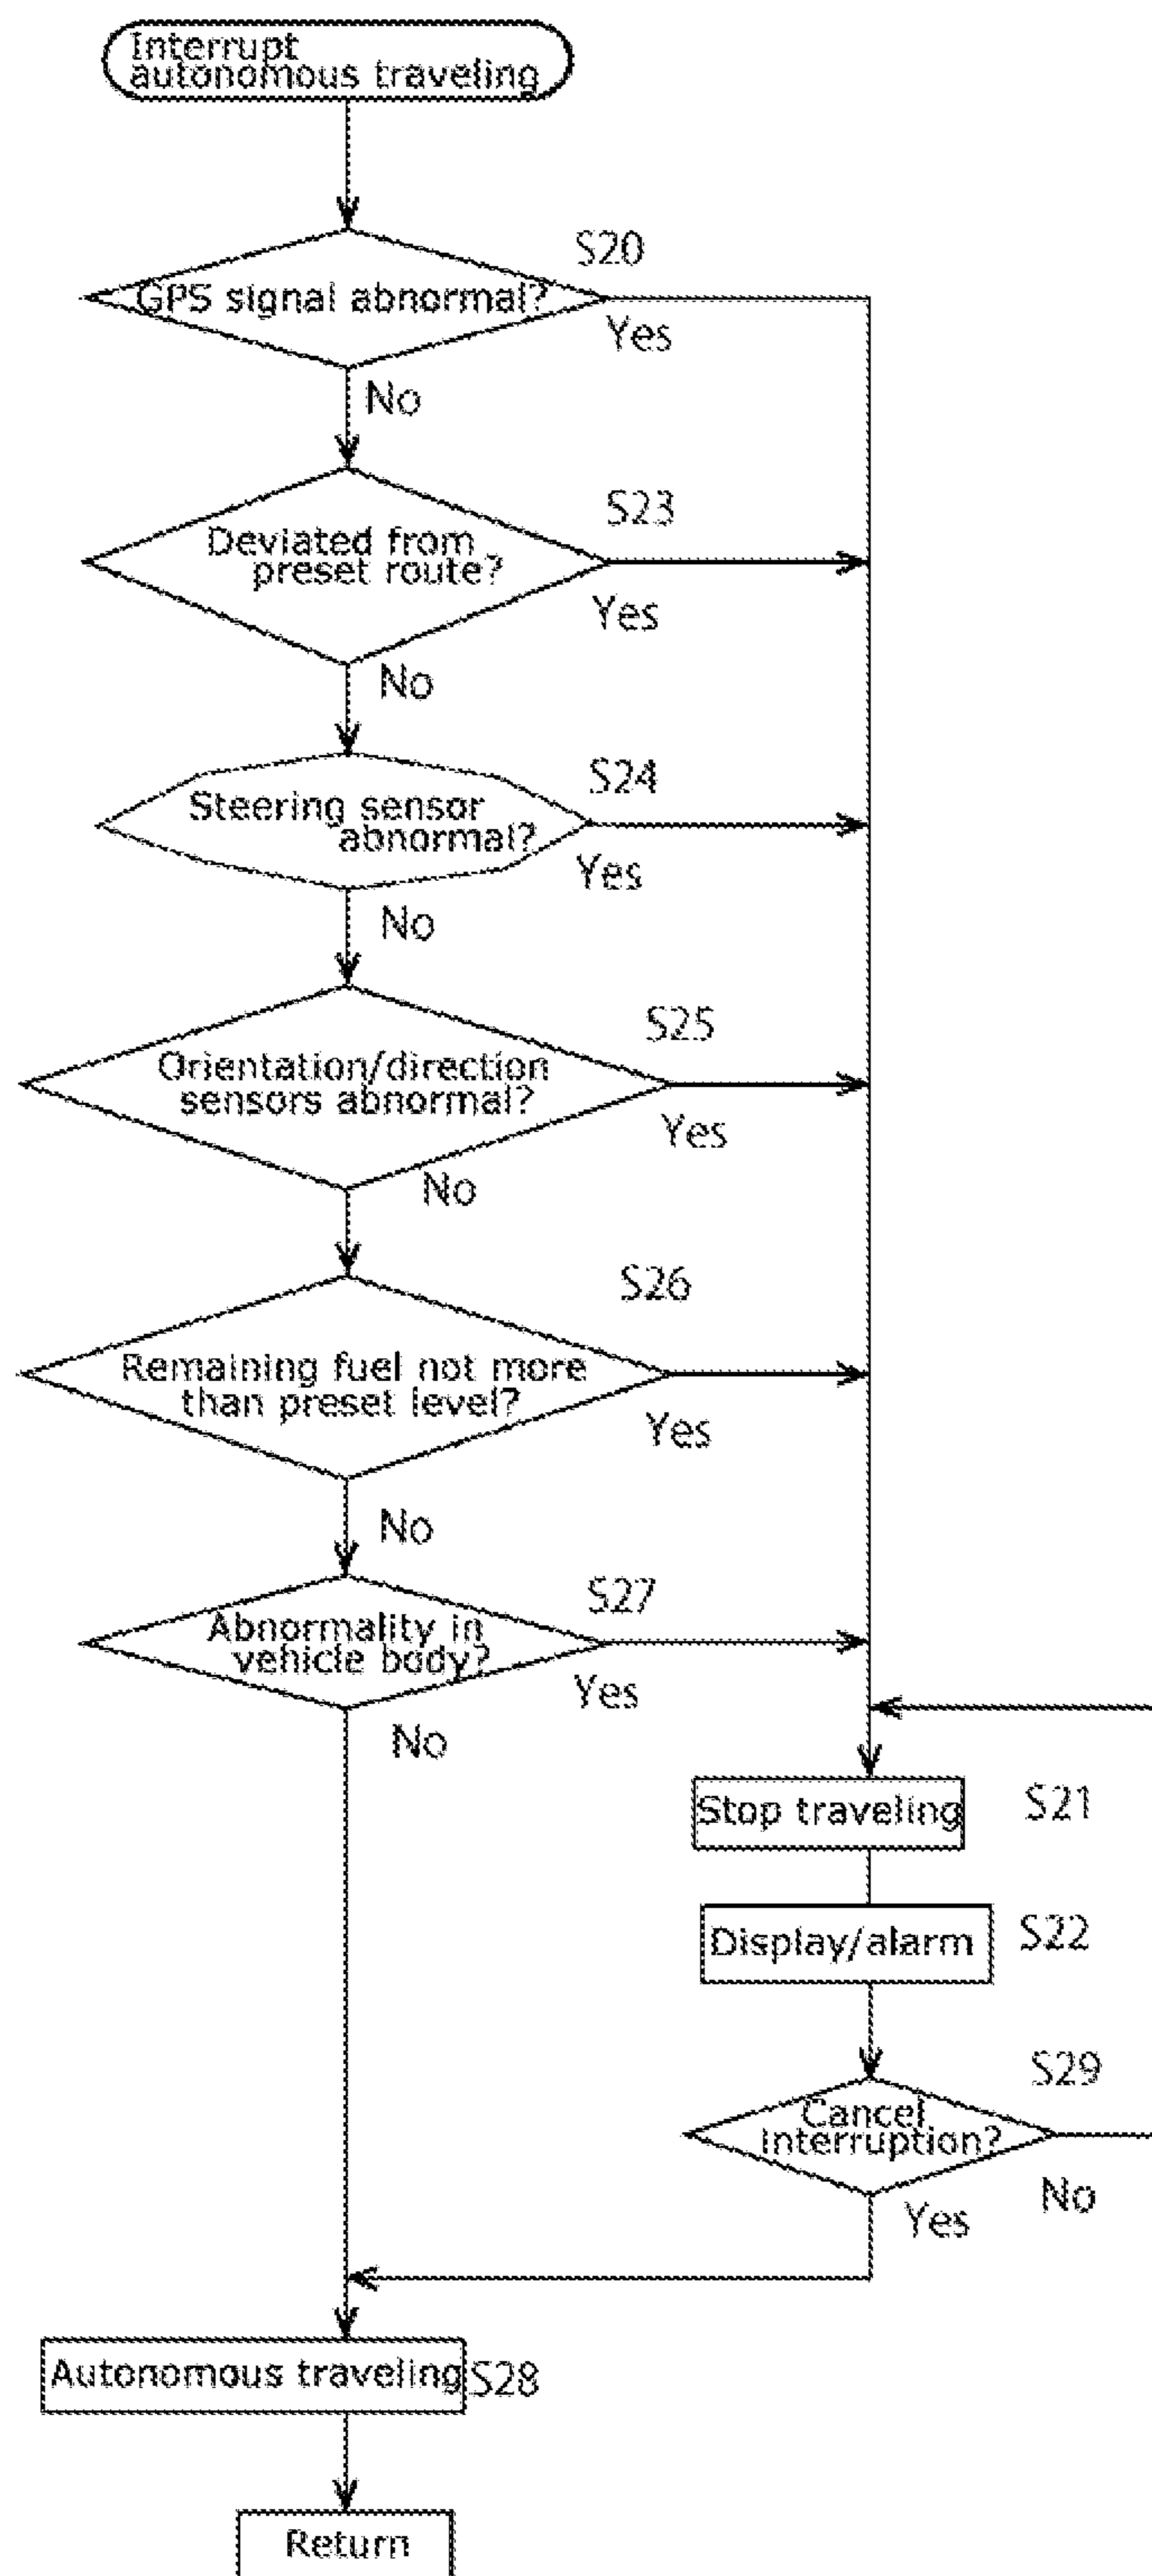 Interrupt
autonomous traveling
S20
GPS signal abnormal?
Yes
No
S23
Deviated from
preset route?
Yes
No
S24
Steering sensor
abnormal?
Yes
No
S25
Orientation/direction
sensors abnormal?
Yes
No
S26
Remaining fuel not more
than preset level?
Yes
No
S27
Abnormality in
vehicle body?
Yes
No
Stop traveling
S21
Display/alarm
S22
S29
Cancel
interruption?
No
Yes
Autonomous traveling
S28
Return